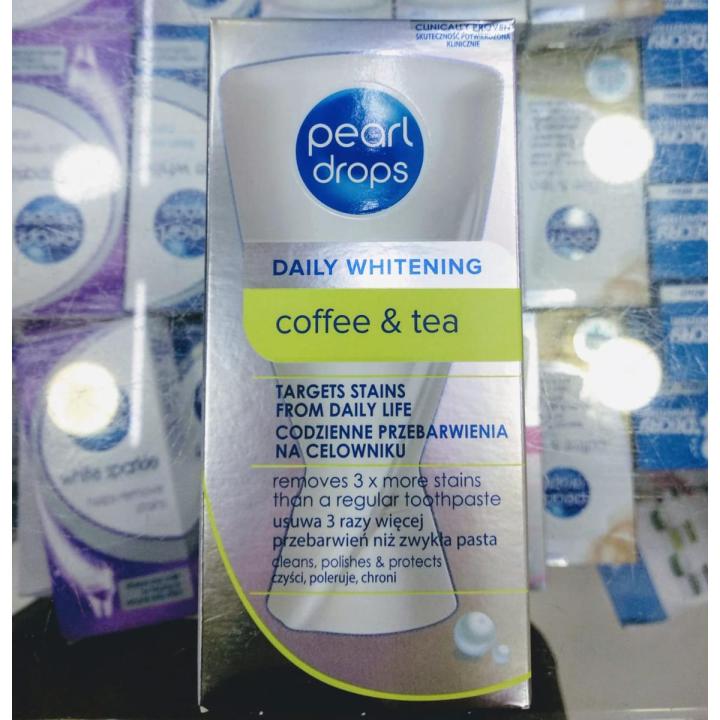 CLINICALLY PROVEN
SKUTECZNOŚĆ POTWIERDZONA
KLINICZNIE
pearl
drops
DAILY WHITENING
coffee & tea
TARGETS STAINS
FROM DAILY LIFE
CODZIENNE PRZEBARWIENIA
NA CELOWNIKU
removes 3 x more stains
than a regular toothpaste
usuwa 3 razy więcej
przebarwień niż zwykła pasta
cleans, polishes & protects
czyści, poleruje, chroni
white sparkle
pearl
drops